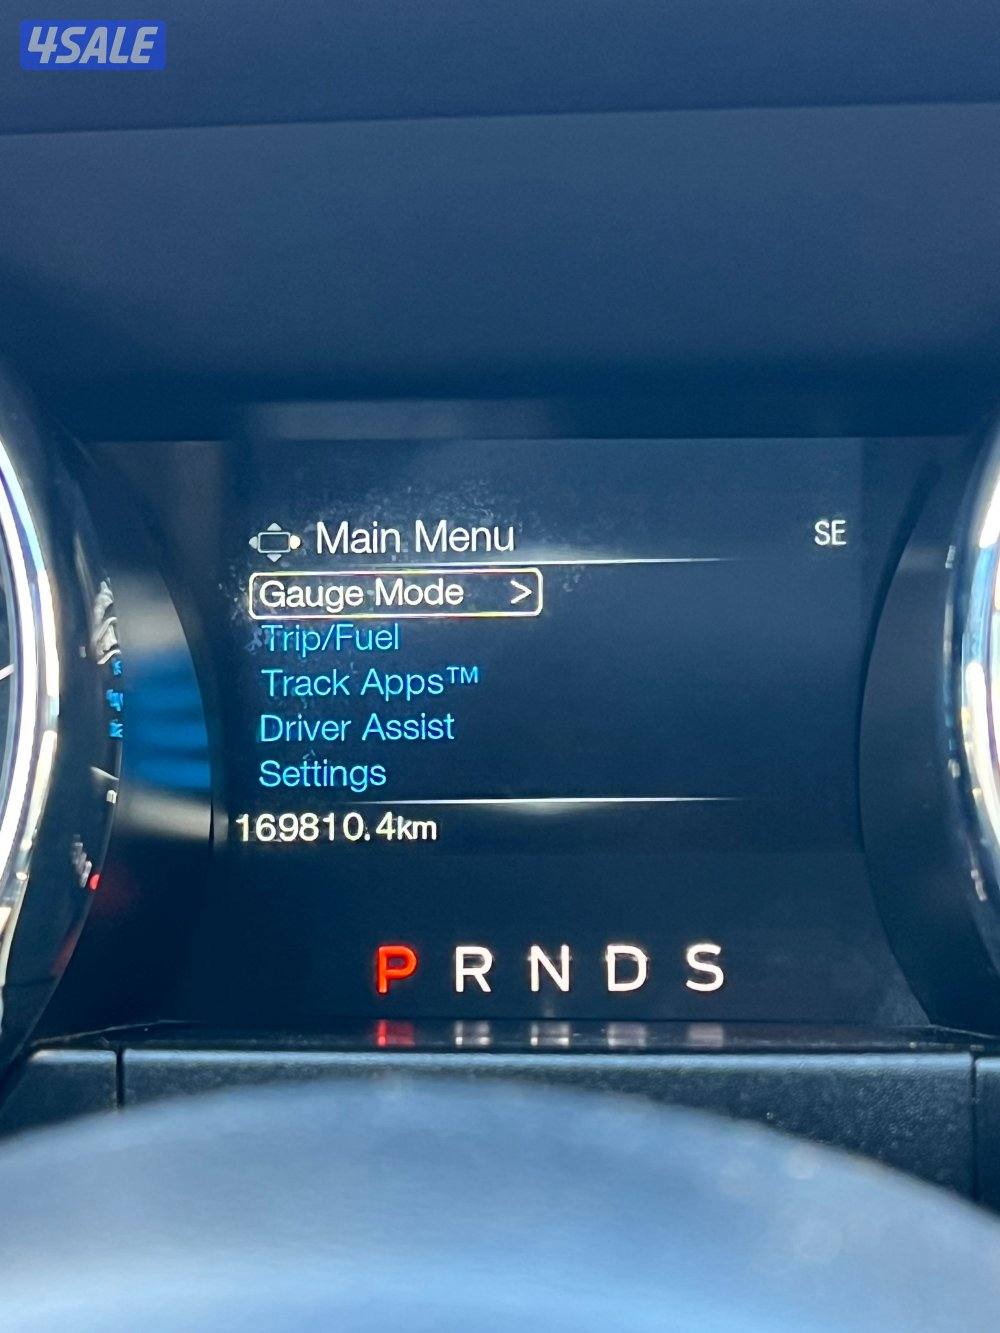 4SALE
Main Menu
SE
Gauge Mode >
Trip/Fuel
Track Apps™
Driver Assist
Settings
169810.4km
P R N D S